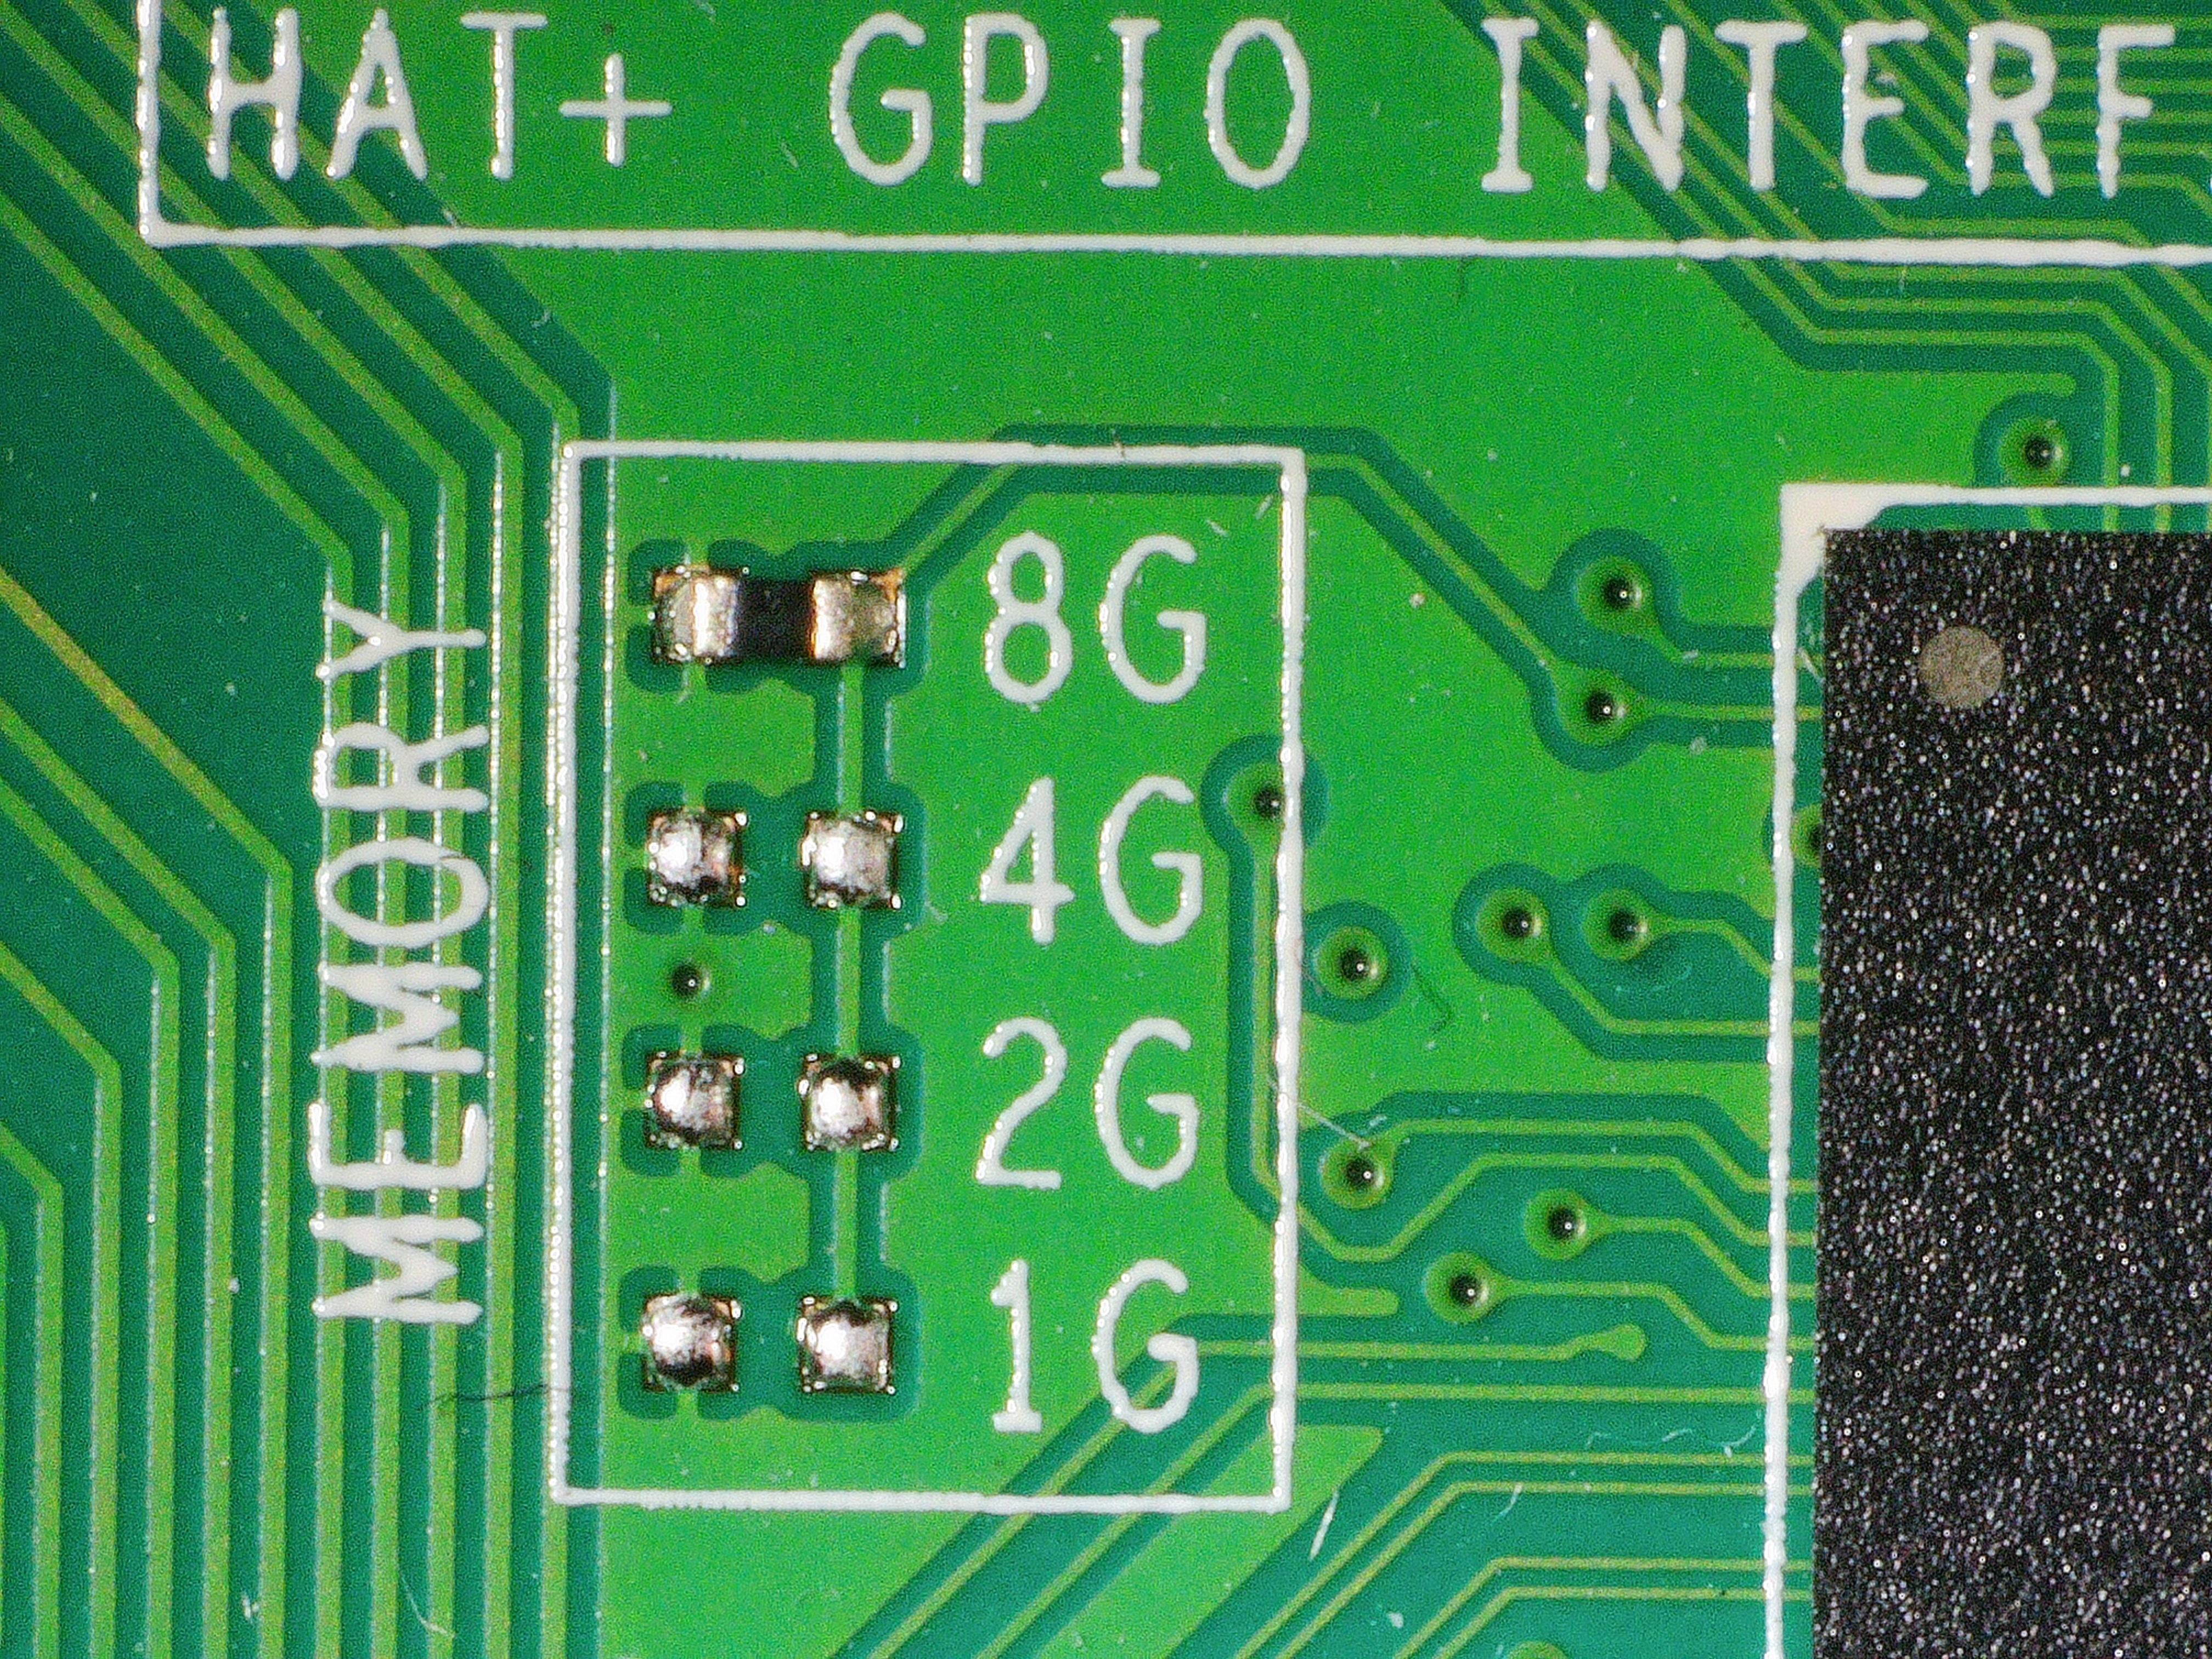 HAT+ GPIO INTERF
MEMORY
8G
4G
2G
1G